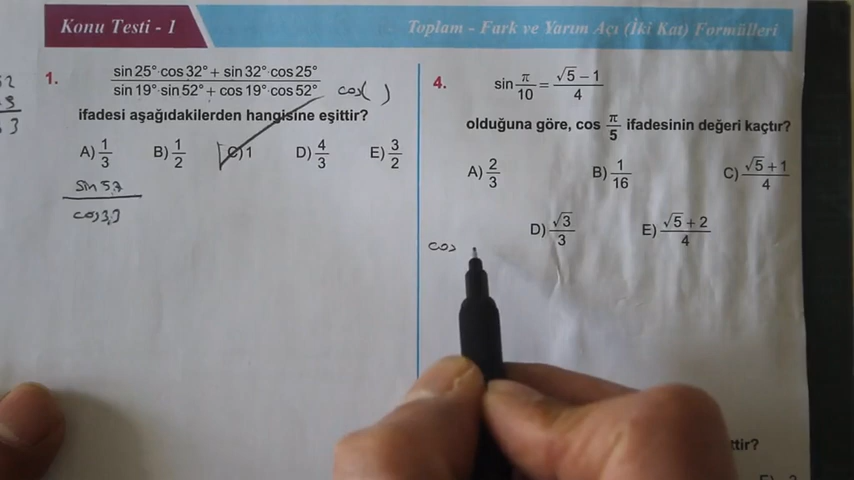 Konu Testi - 1
Toplam - Fark ve Yarım Açı (İki Kat) Formülleri
1. sin 25° · cos 32° + sin 32° · cos 25°
sin 19° · sin 52° + cos 19° · cos 52°
cos( )
ifadesi aşağıdakilerden hangisine eşittir?
A) 1/3 B) 1/2 C) 1 D) 4/3 E) 3/2
sin 57
cos 33
4. sin π/10 = (√5 − 1)/4
olduğuna göre, cos π/5 ifadesinin değeri kaçtır?
A) 2/3 B) 1/16 C) (√5 + 1)/4
D) √3/3 E) (√5 + 2)/4
cos
ttir?